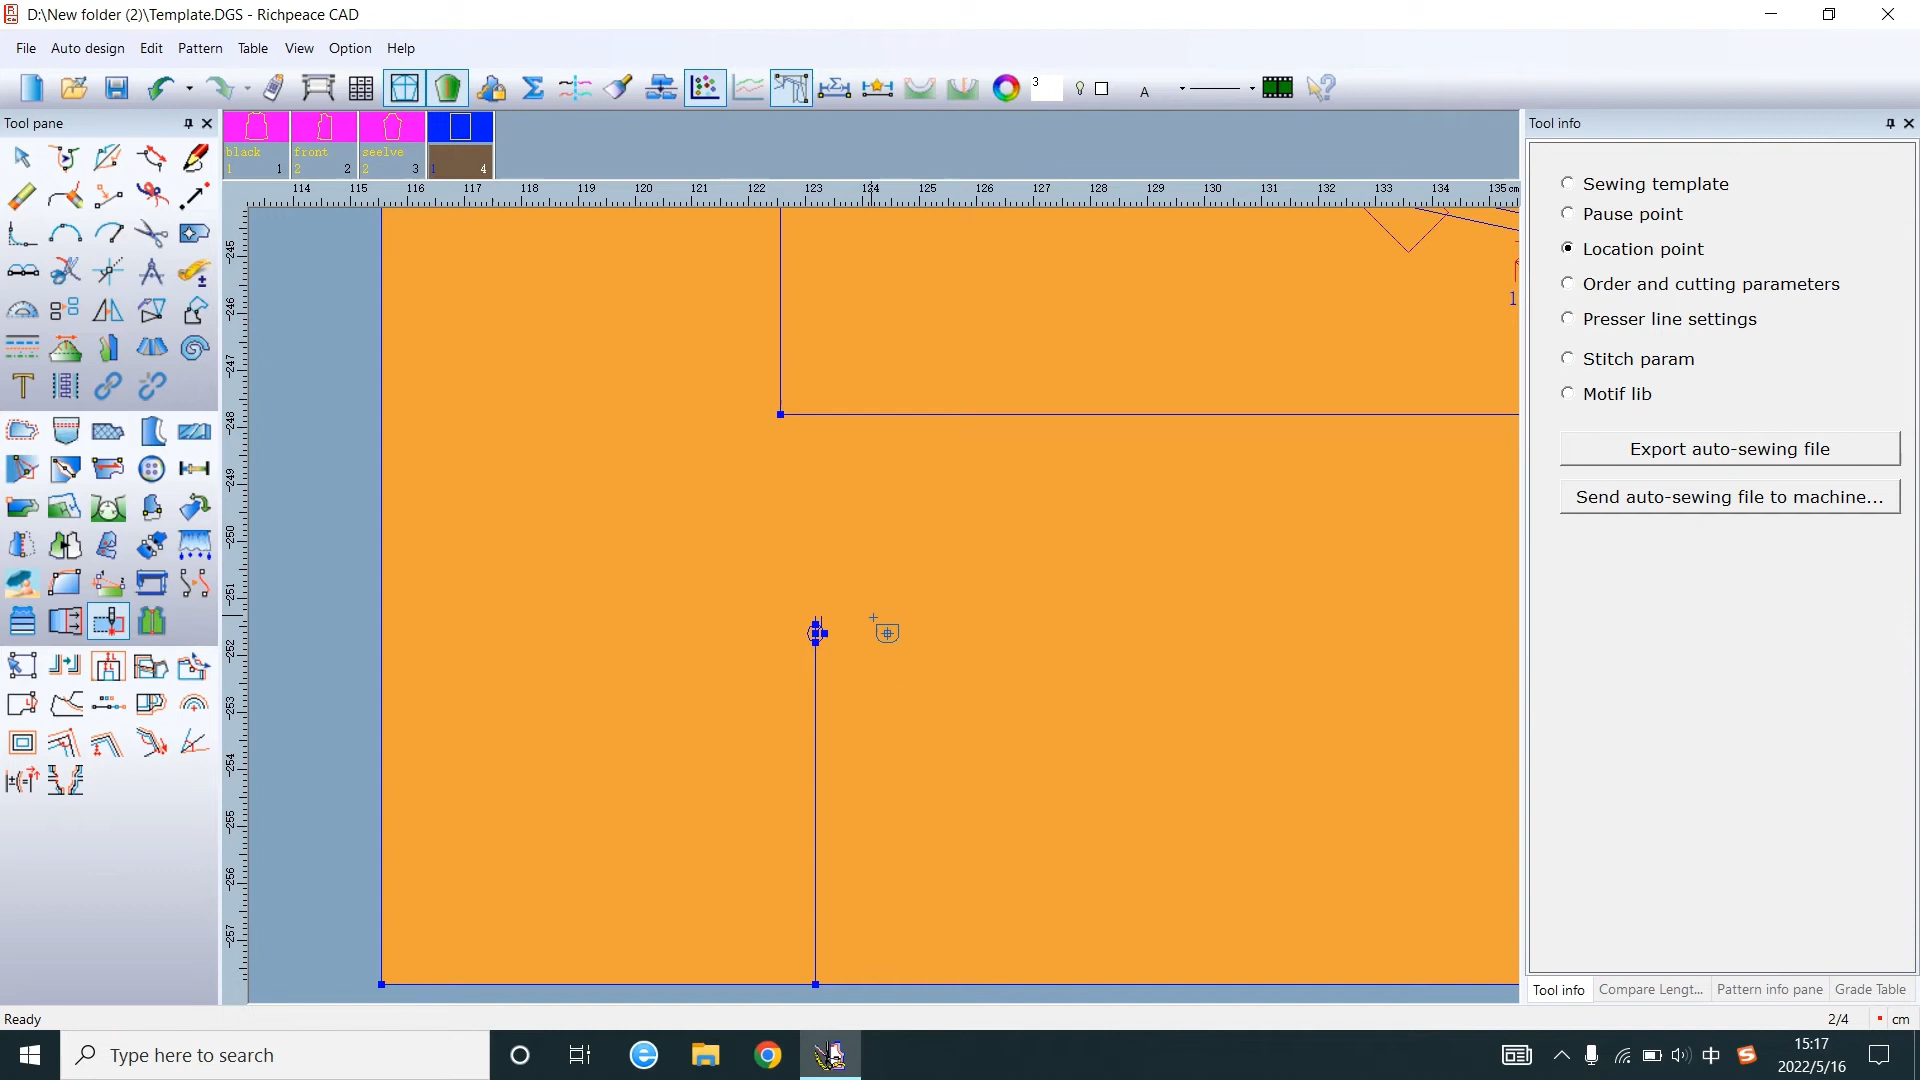 D:\New folder (2)\Template.DGS - Richpeace CAD
File Auto design Edit Pattern Table View Option Help
3
A
Tool pane
black front seelve
1 1 2 2 2 3 1 4
Tool info
114 115 116 117 118 119 120 121 122 123 124 125 126 127 128 129 130 131 132 133 134 135 cm
-245
-246
-247
-248
-249
-250
-251
-252
-253
-254
-255
-256
-257
1
Sewing template
Pause point
Location point
Order and cutting parameters
Presser line settings
Stitch param
Motif lib
Export auto-sewing file
Send auto-sewing file to machine...
Tool info Compare Lengt... Pattern info pane Grade Table
Ready
2/4 cm
Type here to search
中
15:17
2022/5/16